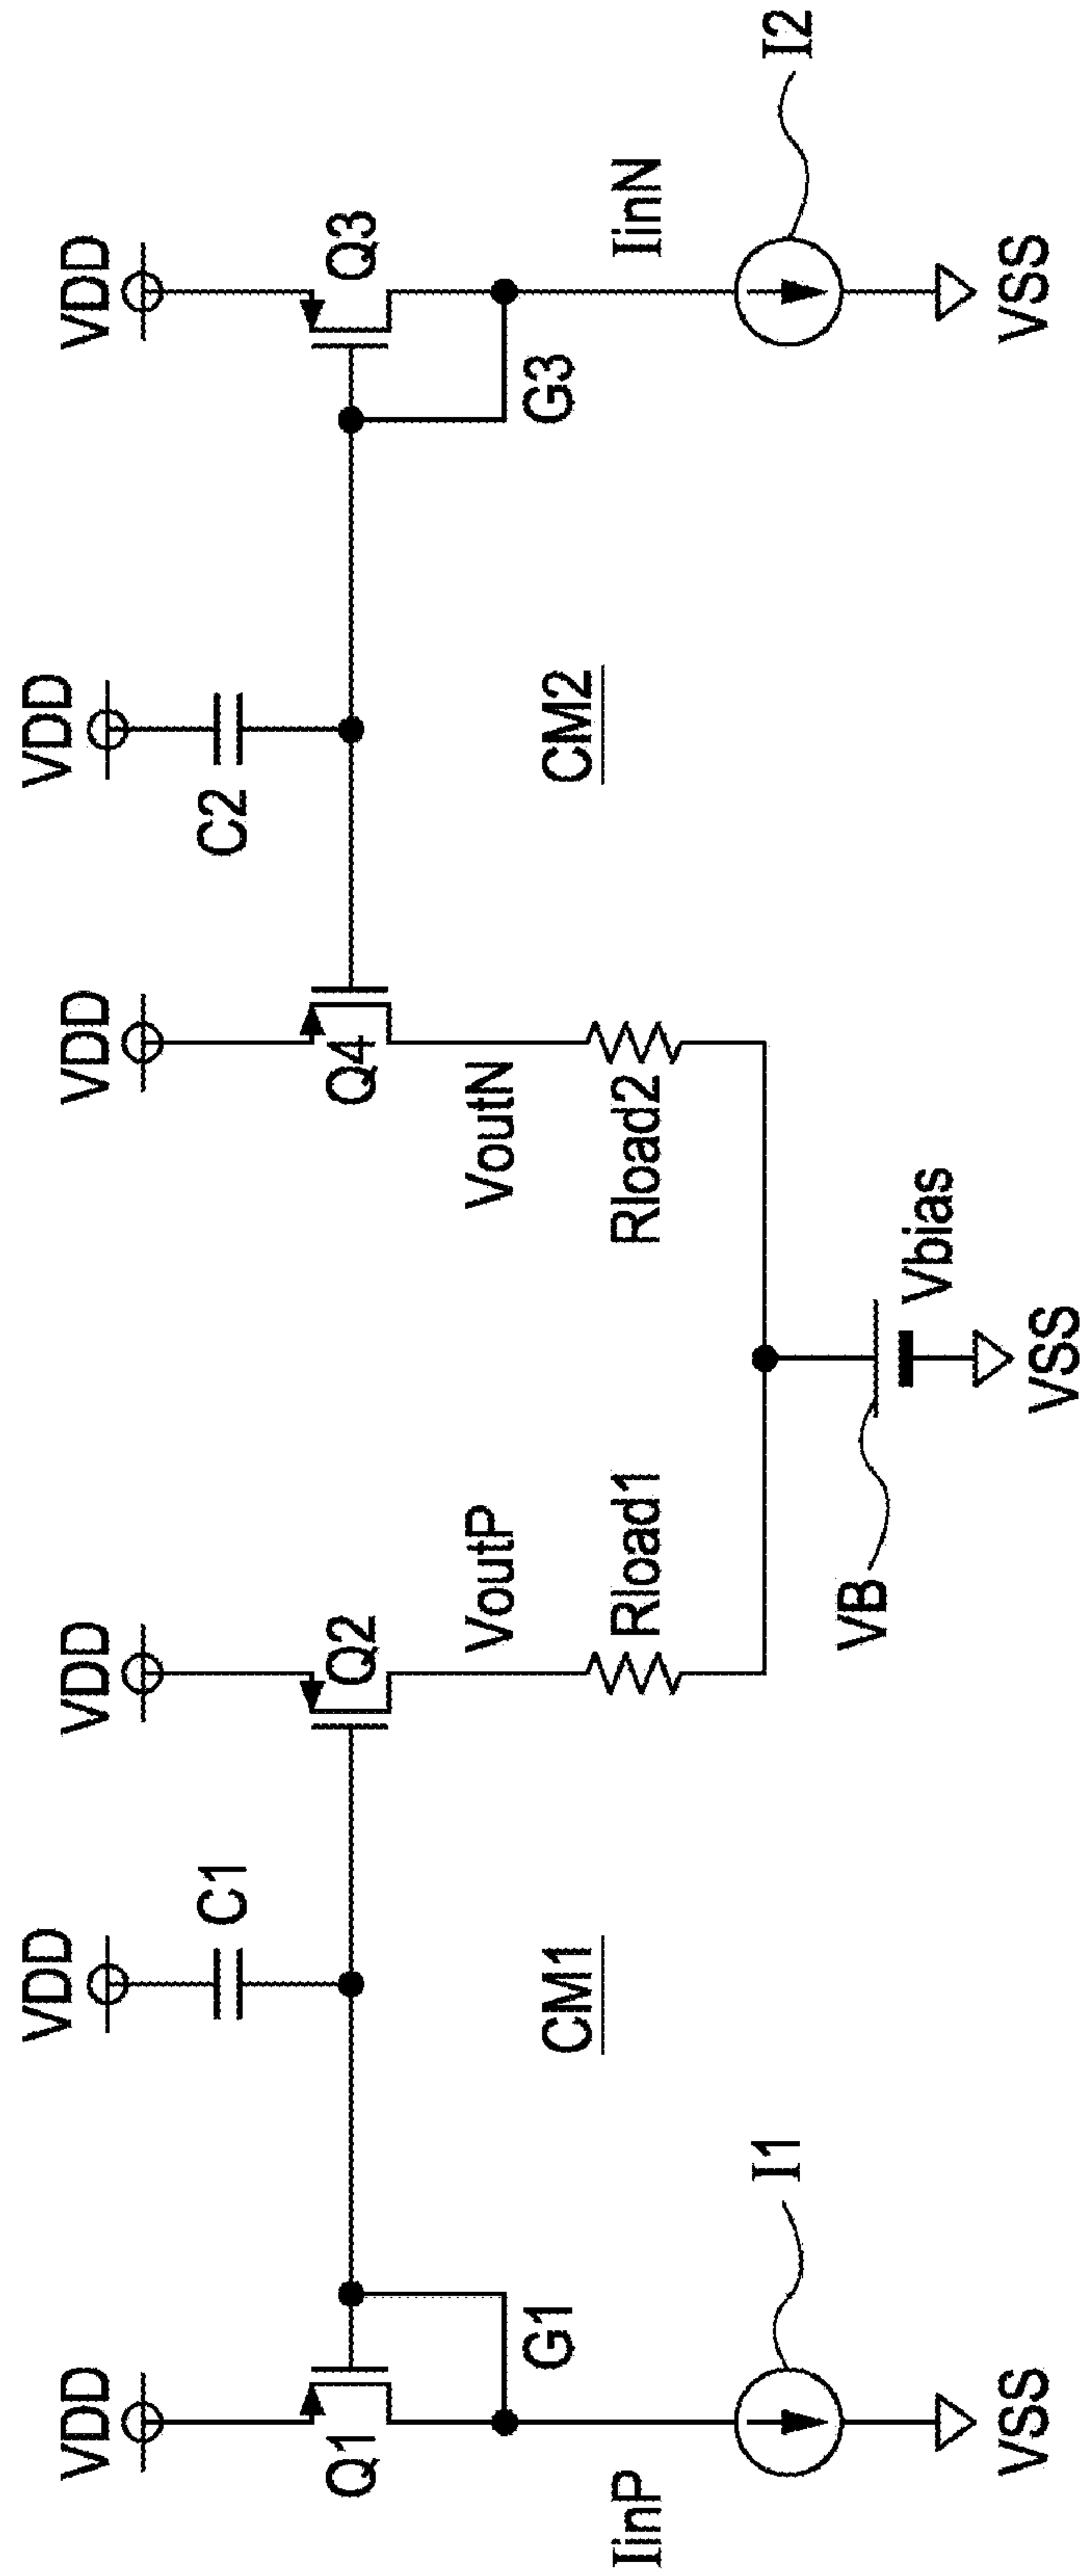 VDD
VDD
VDD
VDD
VDD
VDD
C1
C2
Q1
Q2
Q4
Q3
VoutP
VoutN
G1
CM1
CM2
G3
IinP
Rload1
Rload2
IinN
I1
I2
VB
Vbias
VSS
VSS
VSS